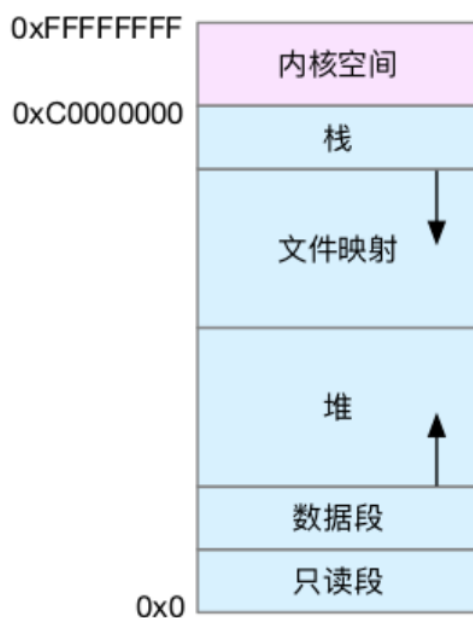 0xFFFFFFFF
内核空间
0xC0000000
栈
文件映射
堆
数据段
只读段
0x0